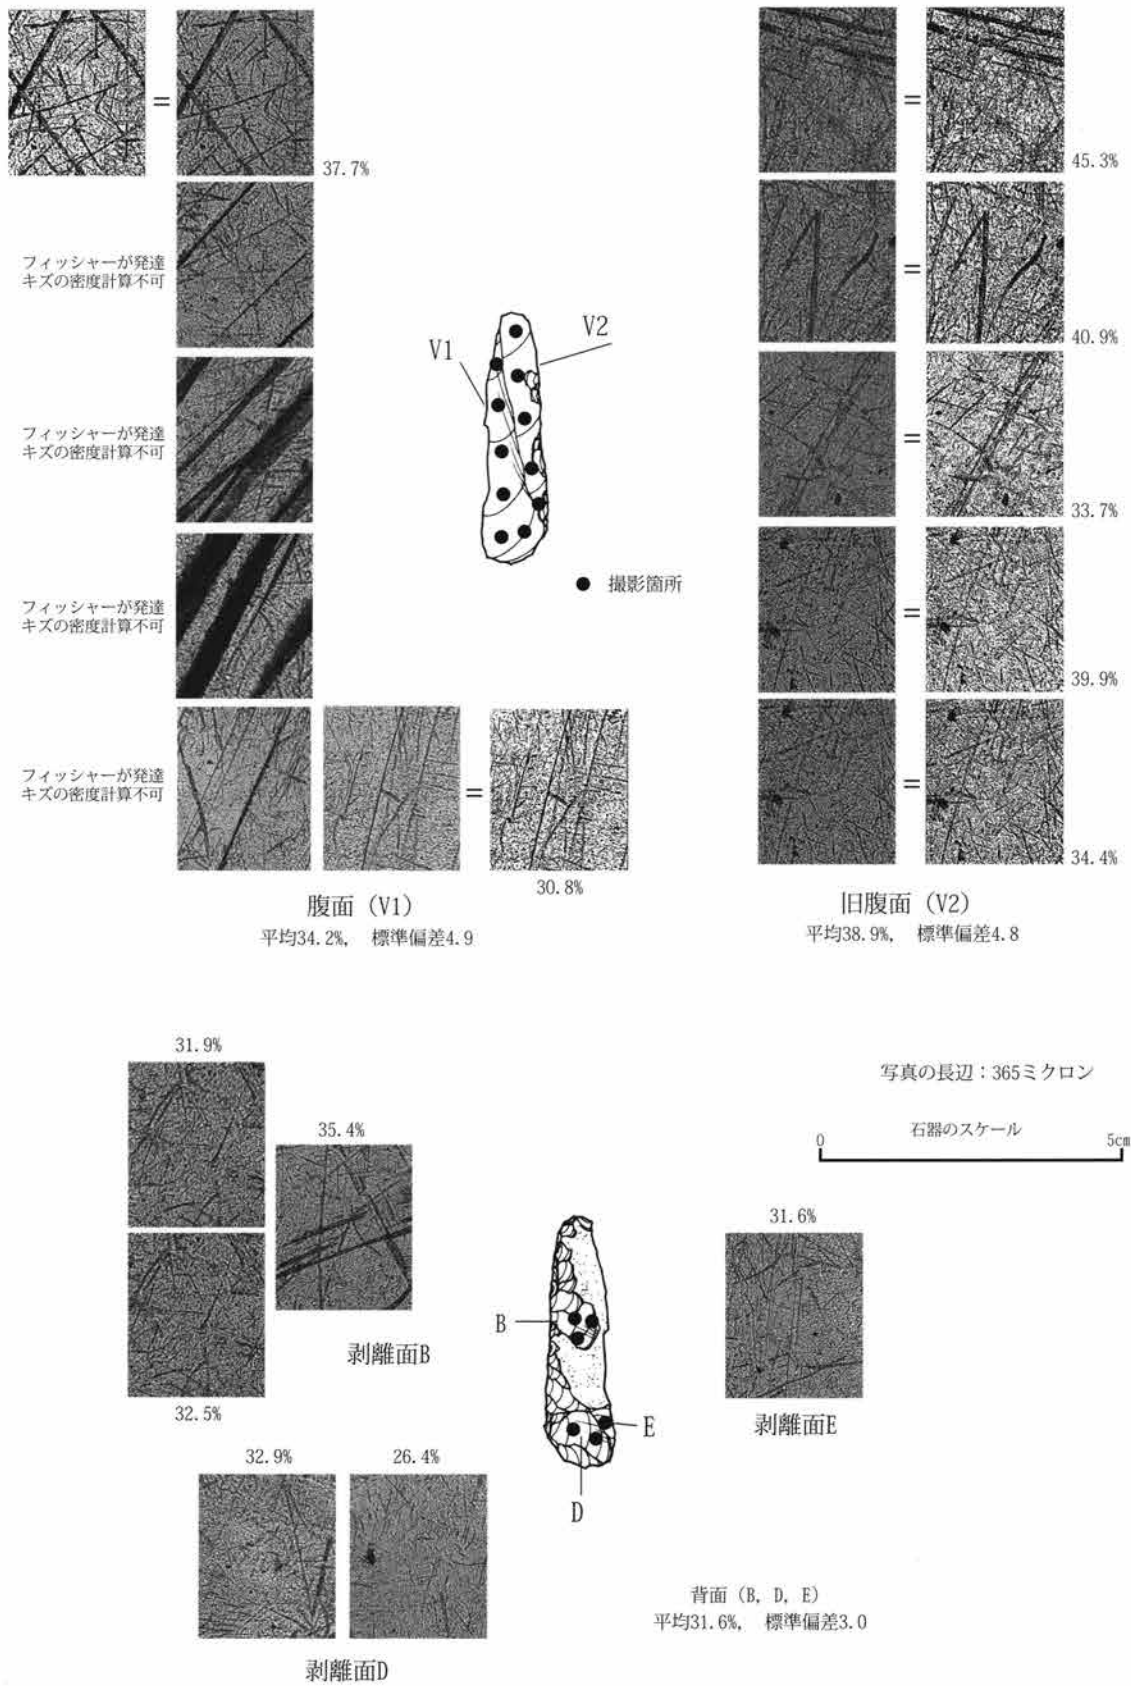 =
37.7%
フィッシャーが発達
キズの密度計算不可
フィッシャーが発達
キズの密度計算不可
フィッシャーが発達
キズの密度計算不可
フィッシャーが発達
キズの密度計算不可
=
30.8%
腹面 (V1)
平均34.2%, 標準偏差4.9
V1
V2
● 撮影箇所
=
45.3%
=
40.9%
=
33.7%
=
39.9%
=
34.4%
旧腹面 (V2)
平均38.9%, 標準偏差4.8
写真の長辺：365ミクロン
石器のスケール
0
5cm
31.9%
35.4%
32.5%
剥離面B
B
E
D
31.6%
剥離面E
32.9%
26.4%
剥離面D
背面 (B, D, E)
平均31.6%, 標準偏差3.0